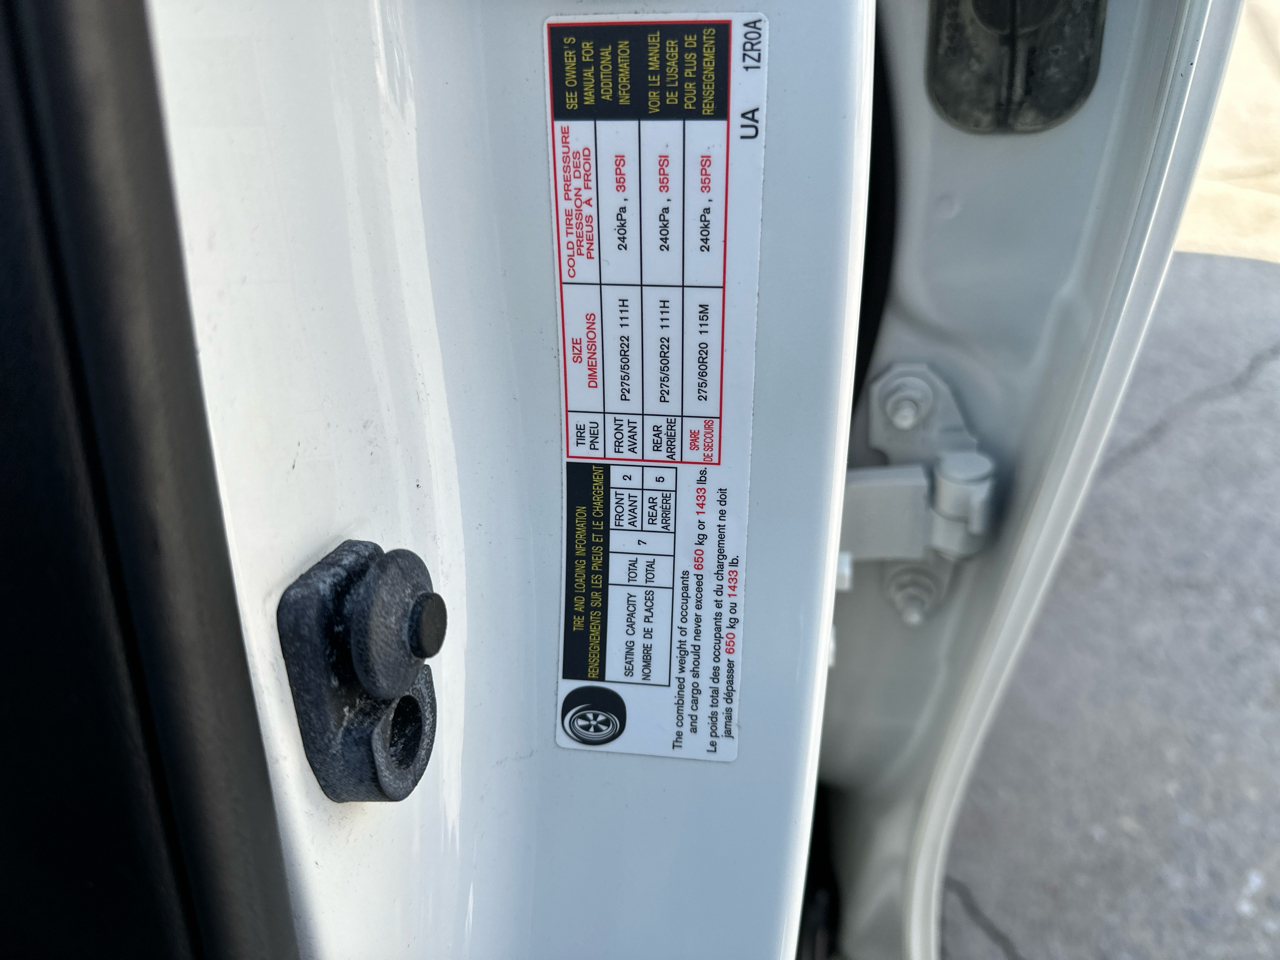 TIRE AND LOADING INFORMATION
RENSEIGNEMENTS SUR LES PNEUS ET LE CHARGEMENT
SEATING CAPACITY TOTAL 7 FRONT AVANT 2
NOMBRE DE PLACES TOTAL REAR ARRIÈRE 5
The combined weight of occupants
and cargo should never exceed 650 kg or 1433 lbs.
Le poids total des occupants et du chargement ne doit
jamais dépasser 650 kg ou 1433 lb.
TIRE
PNEU
SIZE
DIMENSIONS
COLD TIRE PRESSURE
PRESSION DES
PNEUS À FROID
FRONT
AVANT
P275/50R22 111H
240kPa, 35PSI
REAR
ARRIÈRE
P275/50R22 111H
240kPa, 35PSI
SPARE
DE SECOURS
275/60R20 115M
240kPa, 35PSI
SEE OWNER'S
MANUAL FOR
ADDITIONAL
INFORMATION
VOIR LE MANUEL
DE L'USAGER
POUR PLUS DE
RENSEIGNEMENTS
UA 1ZR0A